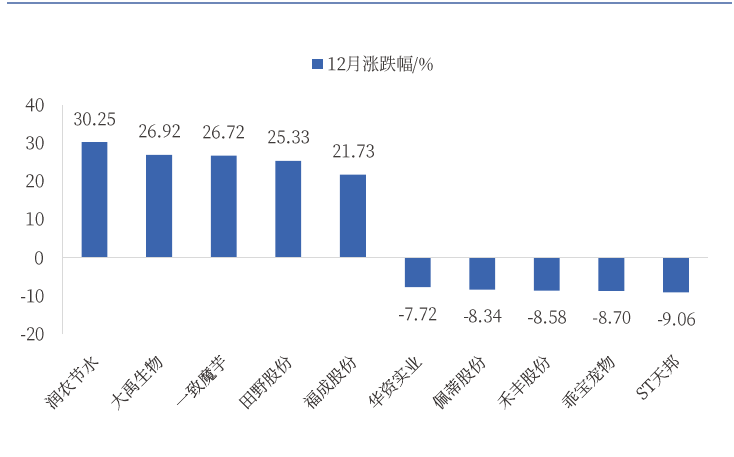 12月涨跌幅/%
40
30
20
10
0
-10
-20
30.25
26.92
26.72
25.33
21.73
-7.72
-8.34
-8.58
-8.70
-9.06
润农节水
大禹生物
一致魔芋
田野股份
福成股份
华资实业
佩蒂股份
禾丰股份
乖宝宠物
ST天邦